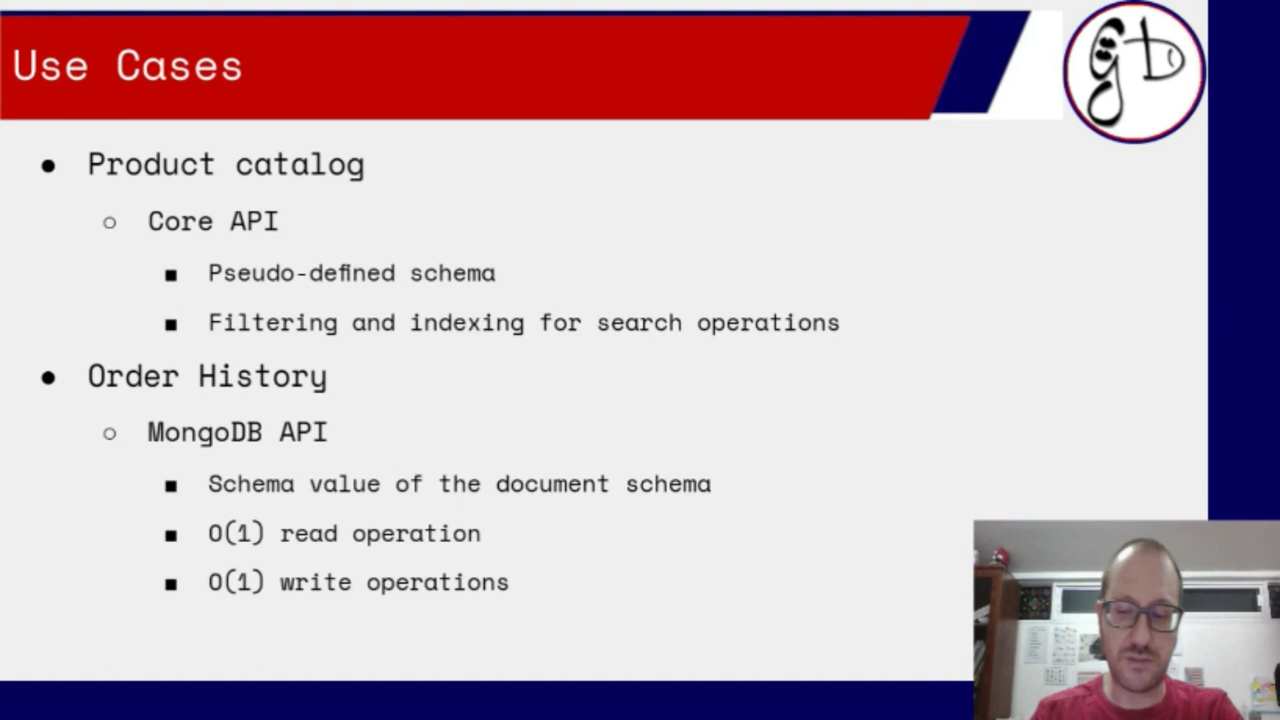 Use Cases
Product catalog
Core API
Pseudo-defined schema
Filtering and indexing for search operations
Order History
MongoDB API
Schema value of the document schema
O(1) read operation
O(1) write operations